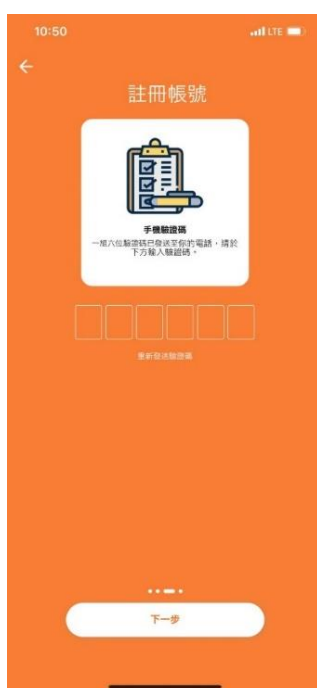 10:50
LTE
註冊帳號
手機驗證碼
一組六位驗證碼已發送至你的電話，請於
下方輸入驗證碼。
重新發送驗證碼
下一步